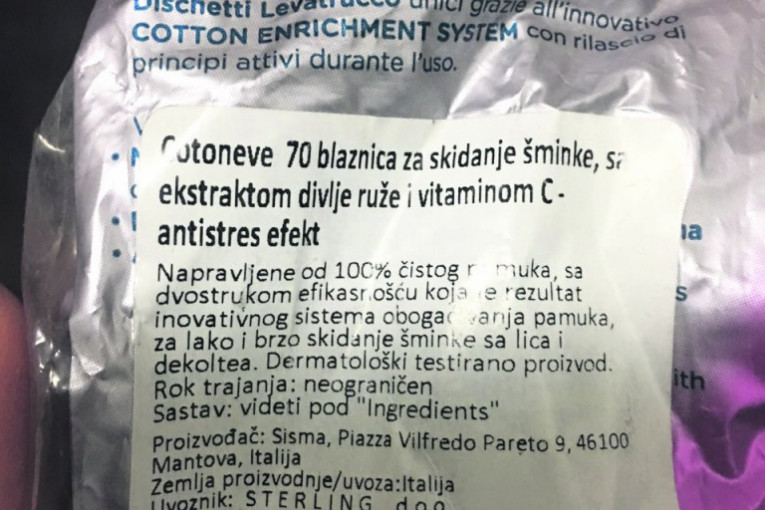 Dischetti Levatrucco unici grazie all'innovativo
COTTON ENRICHMENT SYSTEM con rilascio di
principi attivi durante l'uso.
Cotoneve 70 blaznica za skidanje šminke, sa
ekstraktom divlje ruže i vitaminom C-
antistres efekt
Napravljene od 100% čistog pamuka, sa
dvostrukom efikasnošću koja je rezultat
inovativnog sistema obogaćivanja pamuka,
za lako i brzo skidanje šminke sa lica i
dekoltea. Dermatološki testirano proizvod.
Rok trajanja: neograničen
Sastav: videti pod "Ingredients"
Proizvođač: Sisma, Piazza Vilfredo Pareto 9, 46100
Mantova, Italija
Zemlja proizvodnje/uvoza:Italija
Uvoznik: STERLING d.o.o.